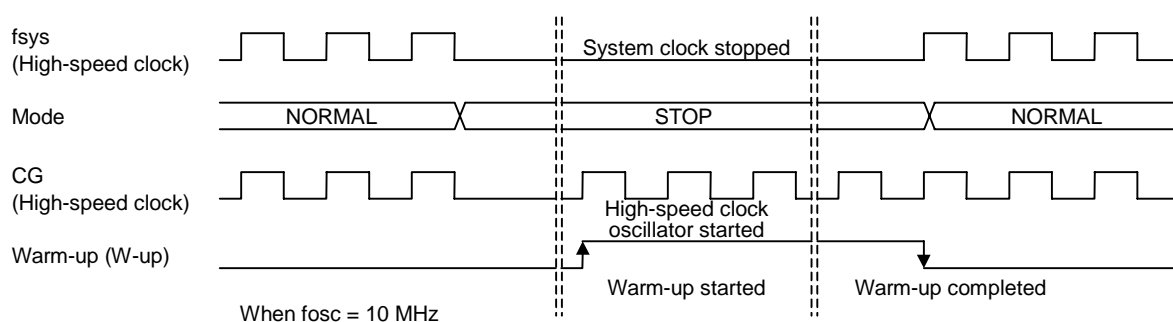 fsys
(High-speed clock)
System clock stopped
Mode
NORMAL
STOP
NORMAL
CG
(High-speed clock)
High-speed clock
oscillator started
Warm-up (W-up)
Warm-up started
Warm-up completed
When fosc = 10 MHz